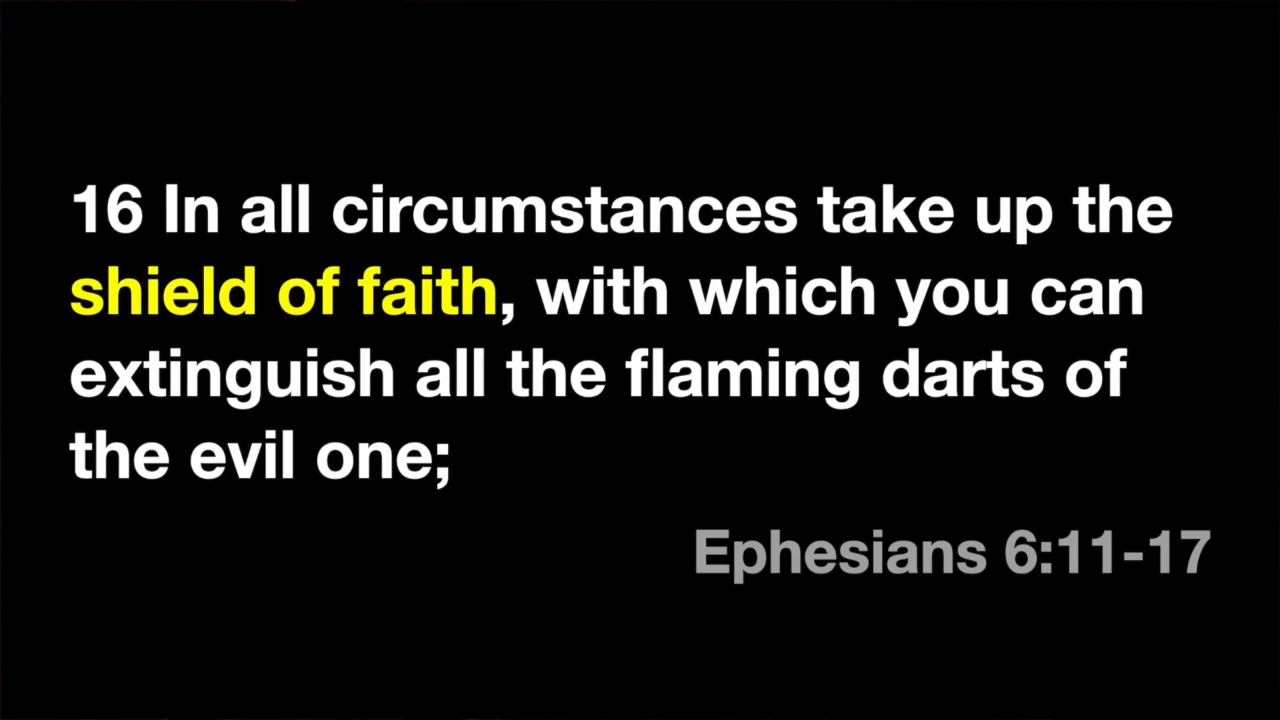 16 In all circumstances take up the
shield of faith, with which you can
extinguish all the flaming darts of
the evil one;
Ephesians 6:11-17